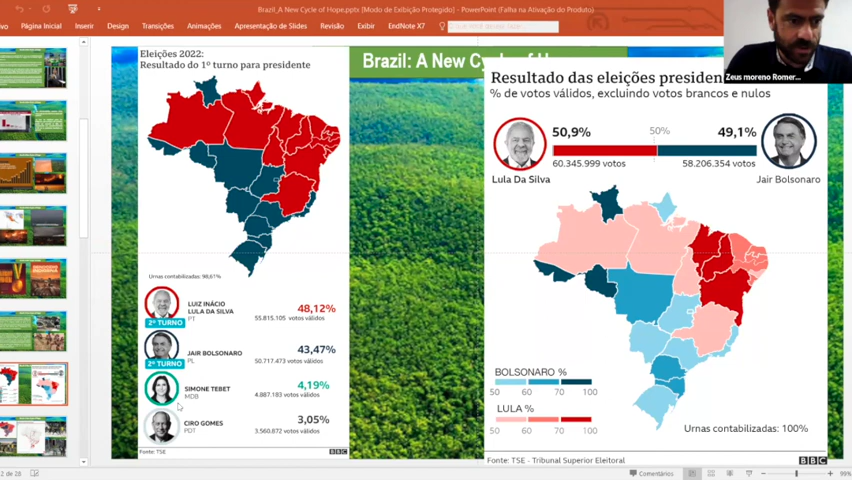 Brazil_A New Cycle of Hope.pptx [Modo de Exibição Protegido] - PowerPoint (Falha na Ativação do Produto)
Página Inicial Inserir Design Transições Animações Apresentação de Slides Revisão Exibir EndNote X7
Zeus moreno Romer...
Brazil: A New Cycle of H
Eleições 2022:
Resultado do 1º turno para presidente
Urnas contabilizadas: 98,61%
LUIZ INÁCIO
LULA DA SILVA
PT
48,12%
55.815.105 votos válidos
2º TURNO
JAIR BOLSONARO
PL
43,47%
50.717.473 votos válidos
2º TURNO
SIMONE TEBET
MDB
4,19%
4.887.183 votos válidos
CIRO GOMES
PDT
3,05%
3.560.872 votos válidos
Fonte: TSE
BBC
Resultado das eleições presiden
% de votos válidos, excluindo votos brancos e nulos
50,9%
50%
49,1%
60.345.999 votos
58.206.354 votos
Lula Da Silva
Jair Bolsonaro
BOLSONARO %
50 60 70 100
LULA %
50 60 70 100
Urnas contabilizadas: 100%
Fonte: TSE - Tribunal Superior Eleitoral
BBC
2 de 28
Comentários
99%